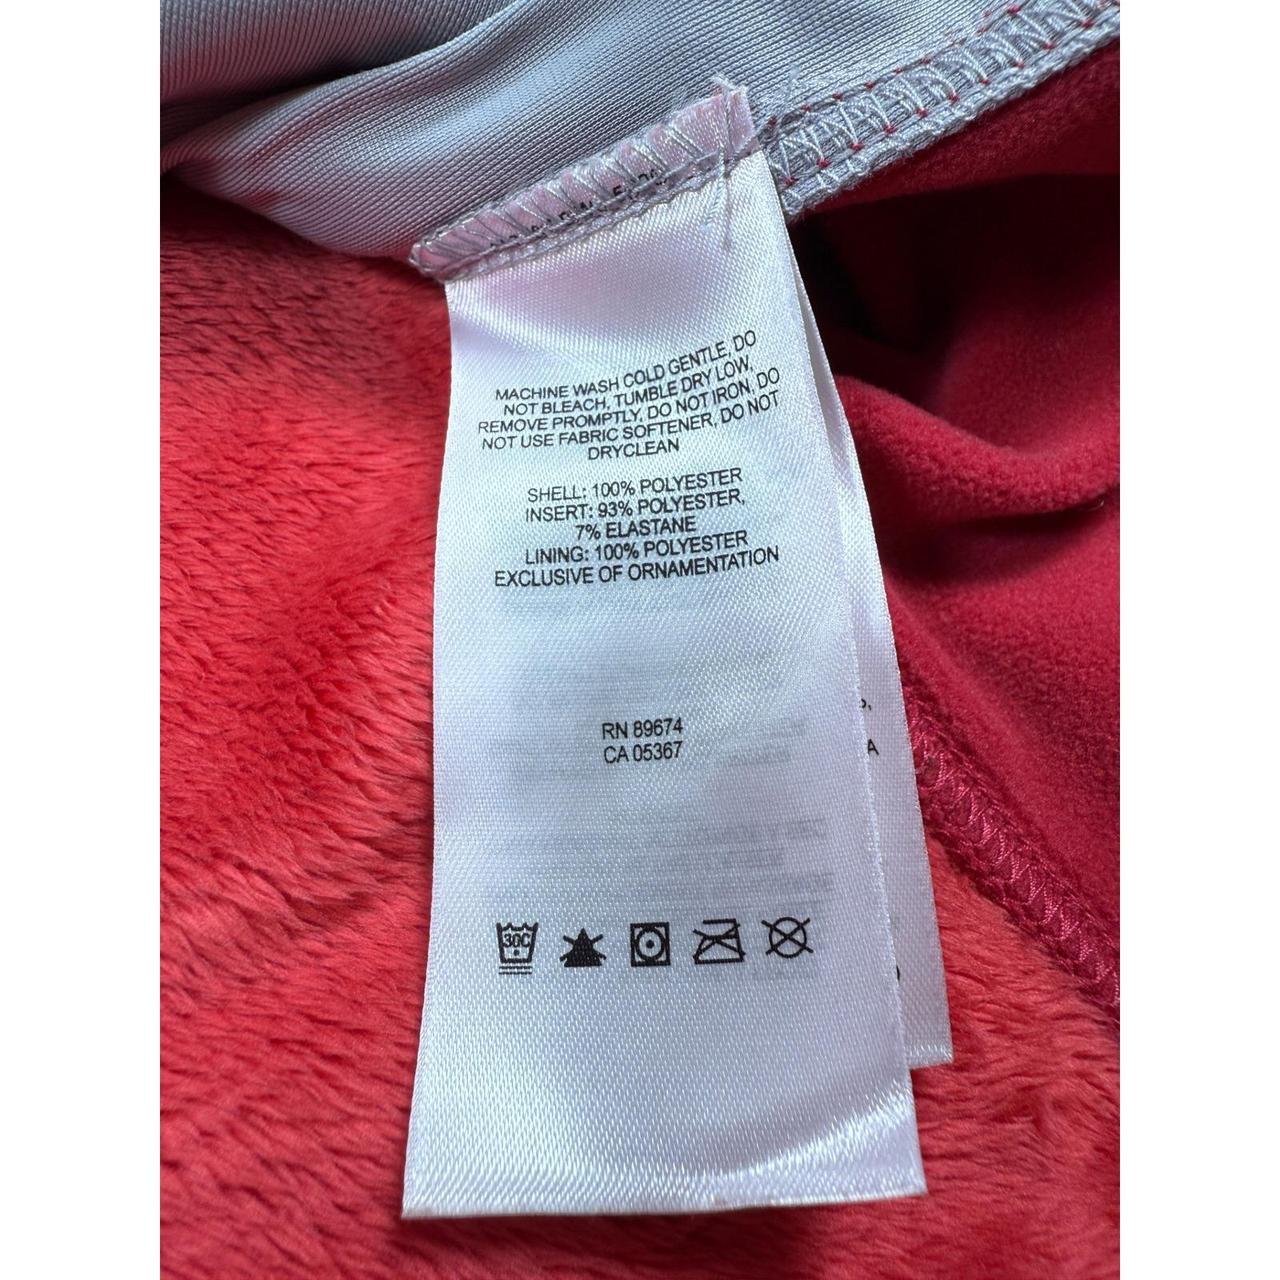 MACHINE WASH COLD GENTLE, DO
NOT BLEACH, TUMBLE DRY LOW,
REMOVE PROMPTLY, DO NOT IRON, DO
NOT USE FABRIC SOFTENER, DO NOT
DRYCLEAN
SHELL: 100% POLYESTER
INSERT: 93% POLYESTER,
7% ELASTANE
LINING: 100% POLYESTER
EXCLUSIVE OF ORNAMENTATION
RN 89674
CA 05367
30C